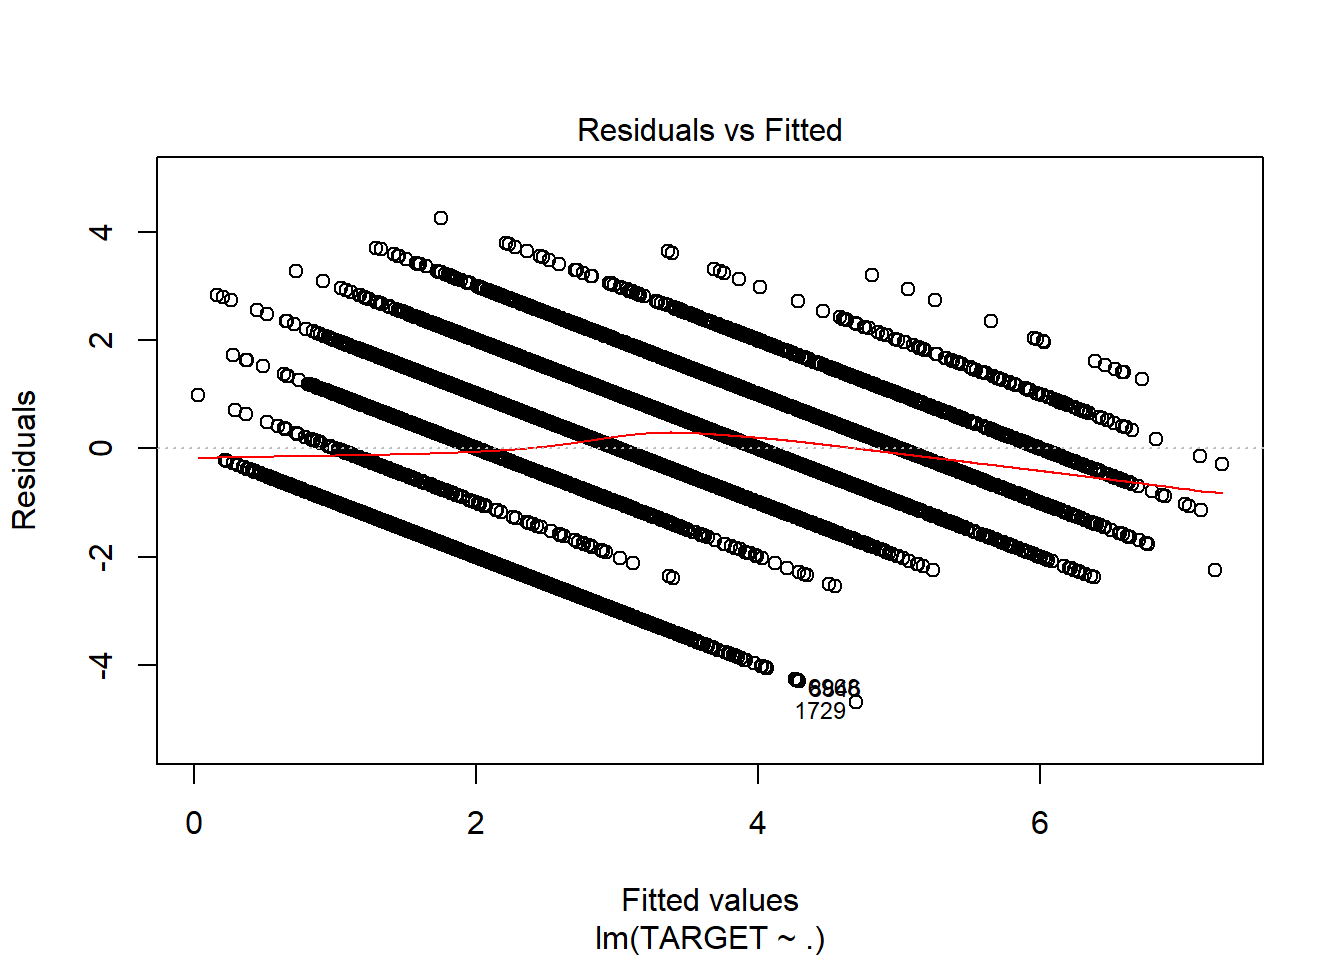 Residuals vs Fitted
Residuals
4
2
0
-2
-4
1729
0 2 4 6
Fitted values
lm(TARGET ~ .)